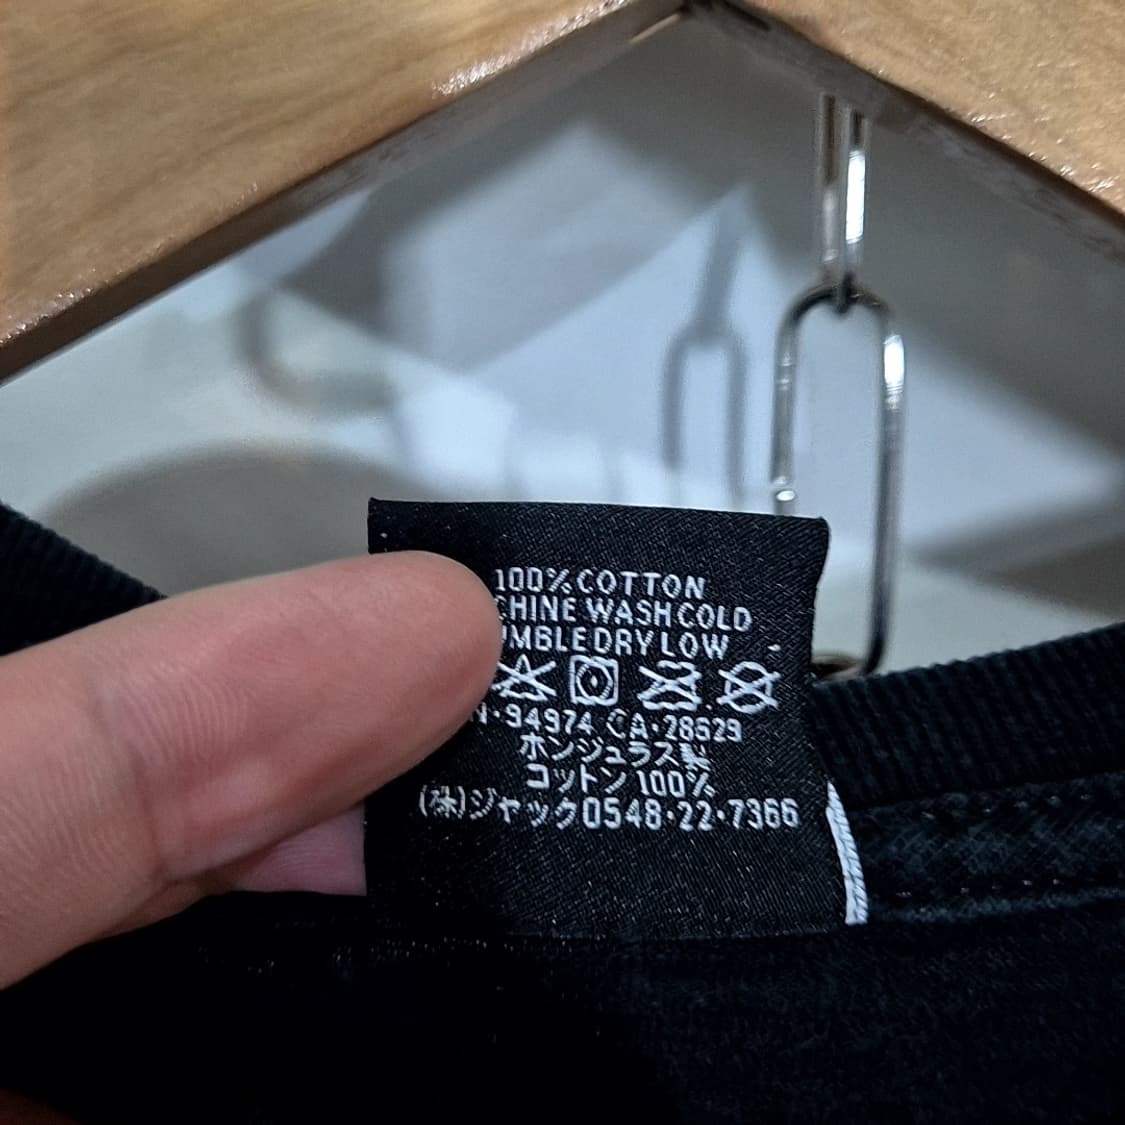 100% COTTON
CHINE WASH COLD
UMBLE DRY LOW
N•94974 CA•28629
ホンジュラス製
コットン 100%
(株)ジャック0548•22•7366